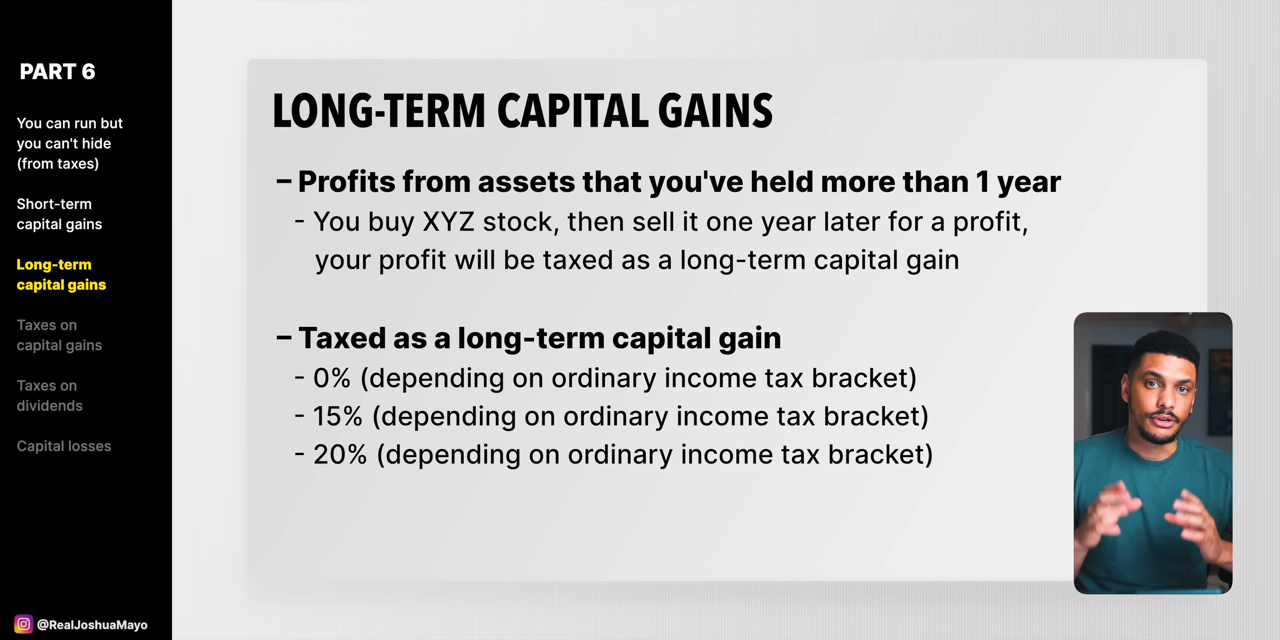 PART 6
You can run but
you can't hide
(from taxes)
Short-term
capital gains
Long-term
capital gains
Taxes on
capital gains
Taxes on
dividends
Capital losses
@RealJoshuaMayo
LONG-TERM CAPITAL GAINS
– Profits from assets that you've held more than 1 year
- You buy XYZ stock, then sell it one year later for a profit,
your profit will be taxed as a long-term capital gain
– Taxed as a long-term capital gain
- 0% (depending on ordinary income tax bracket)
- 15% (depending on ordinary income tax bracket)
- 20% (depending on ordinary income tax bracket)